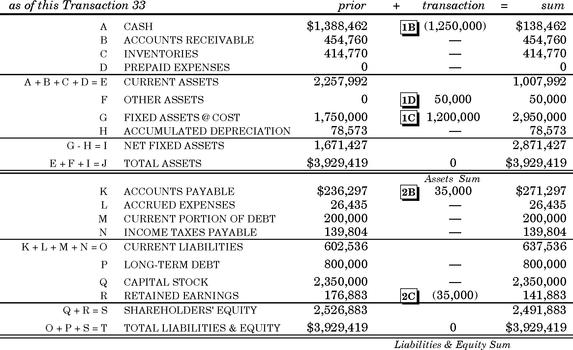 as of this Transaction 33 prior + transaction = sum
A CASH $1,388,462 1B (1,250,000) $138,462
B ACCOUNTS RECEIVABLE 454,760 — 454,760
C INVENTORIES 414,770 — 414,770
D PREPAID EXPENSES 0 — 0
A + B + C + D = E CURRENT ASSETS 2,257,992 1,007,992
F OTHER ASSETS 0 1D 50,000 50,000
G FIXED ASSETS @ COST 1,750,000 1C 1,200,000 2,950,000
H ACCUMULATED DEPRECIATION 78,573 — 78,573
G - H = I NET FIXED ASSETS 1,671,427 2,871,427
E + F + I = J TOTAL ASSETS $3,929,419 0 $3,929,419
Assets Sum
K ACCOUNTS PAYABLE $236,297 2B 35,000 $271,297
L ACCRUED EXPENSES 26,435 — 26,435
M CURRENT PORTION OF DEBT 200,000 — 200,000
N INCOME TAXES PAYABLE 139,804 — 139,804
K + L + M + N = O CURRENT LIABILITIES 602,536 637,536
P LONG-TERM DEBT 800,000 — 800,000
Q CAPITAL STOCK 2,350,000 — 2,350,000
R RETAINED EARNINGS 176,883 2C (35,000) 141,883
Q + R = S SHAREHOLDERS' EQUITY 2,526,883 2,491,883
O + P + S = T TOTAL LIABILITIES & EQUITY $3,929,419 0 $3,929,419
Liabilities & Equity Sum